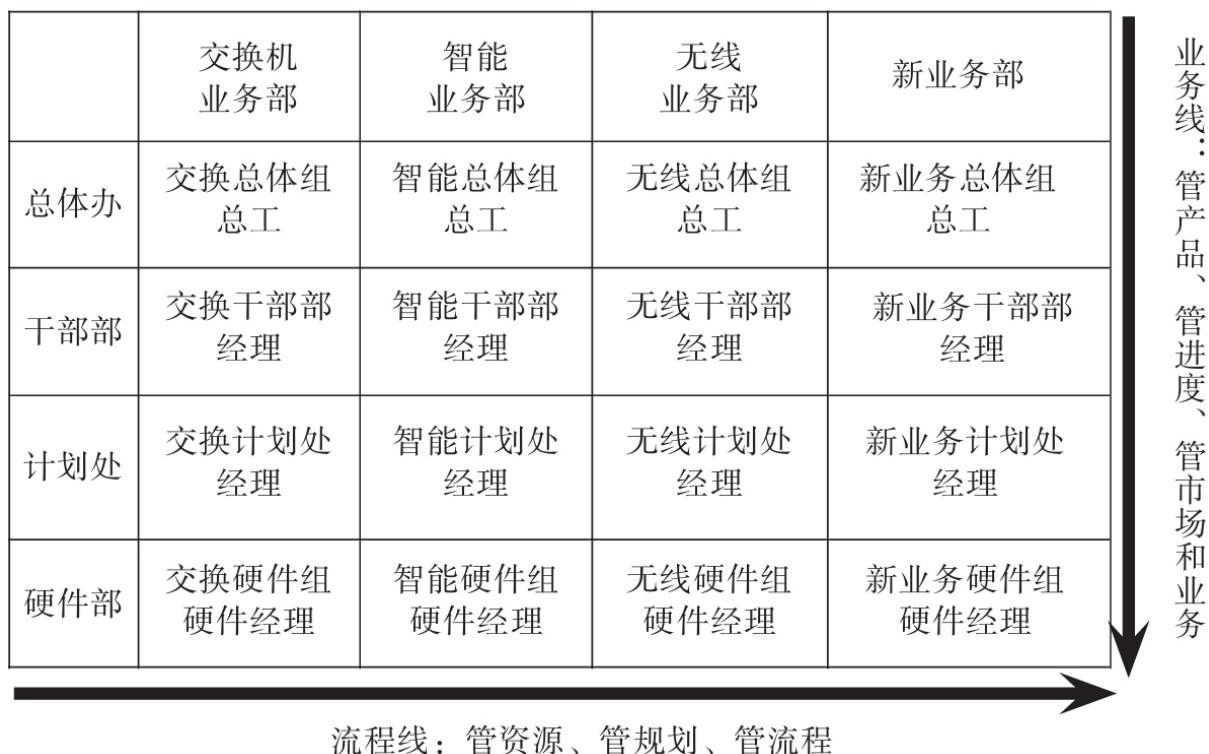 交换机
业务部
智能
业务部
无线
业务部
新业务部
总体办
交换总体组
总工
智能总体组
总工
无线总体组
总工
新业务总体组
总工
干部部
交换干部部
经理
智能干部部
经理
无线干部部
经理
新业务干部部
经理
计划处
交换计划处
经理
智能计划处
经理
无线计划处
经理
新业务计划处
经理
硬件部
交换硬件组
硬件经理
智能硬件组
硬件经理
无线硬件组
硬件经理
新业务硬件组
硬件经理
业务线：管产品、管进度、管市场和业务
流程线：管资源、管规划、管流程